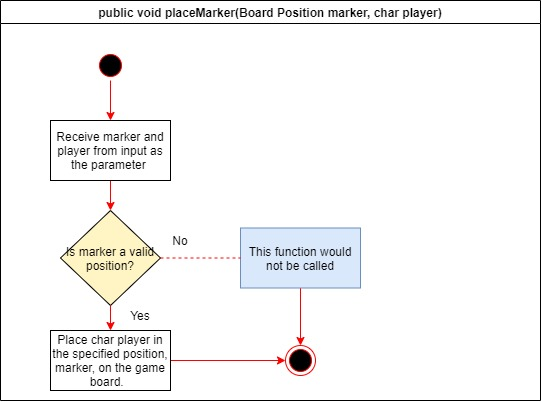 public void placeMarker(Board Position marker, char player)
Receive marker and
player from input as
the parameter
Is marker a valid
position?
No
This function would
not be called
Yes
Place char player in
the specified position,
marker, on the game
board.